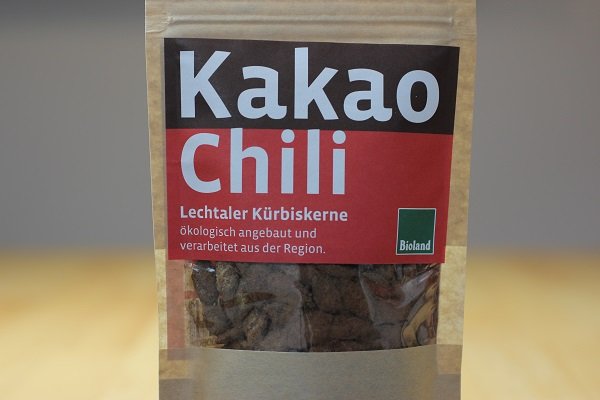 Kakao
Chili
Lechtaler Kürbiskerne
ökologisch angebaut und
verarbeitet aus der Region.
Bioland